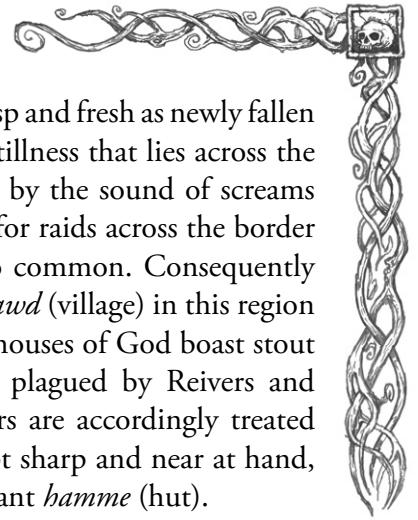 sp and fresh as newly fallen
tillness that lies across the
by the sound of screams
for raids across the border
o common. Consequently
awd (village) in this region
houses of God boast stout
plagued by Reivers and
rs are accordingly treated
ot sharp and near at hand,
ant hamme (hut).